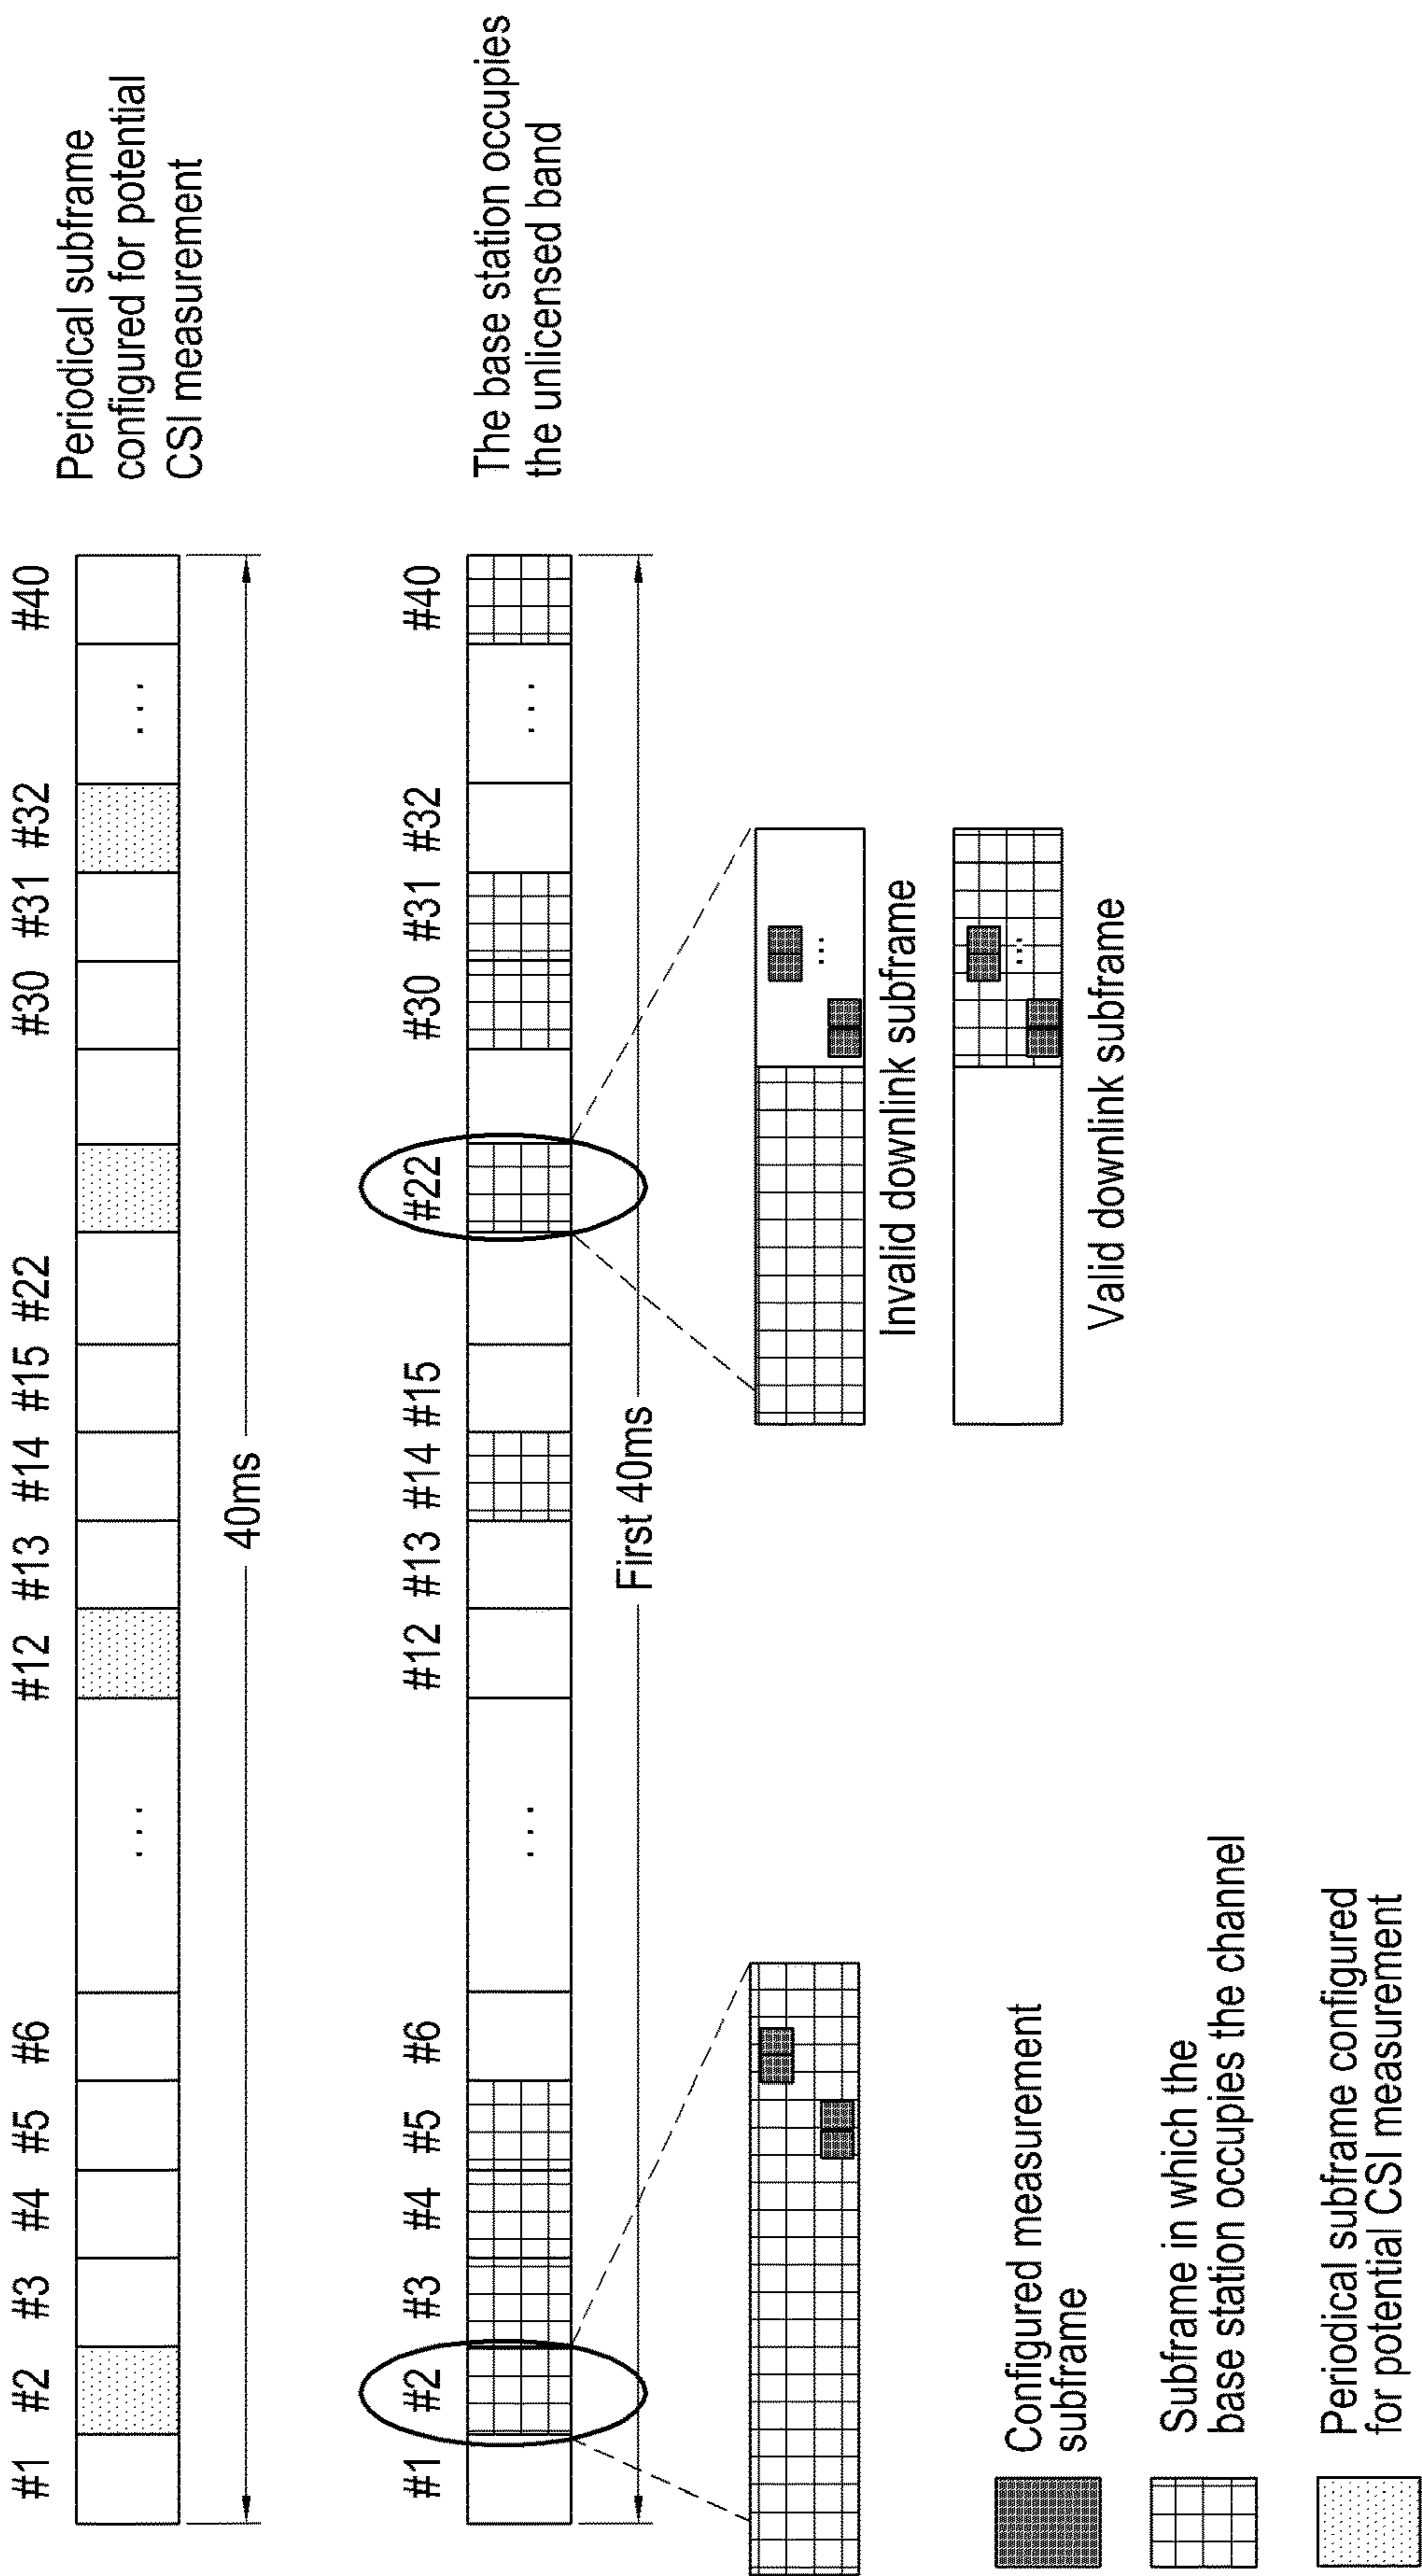 #1 #2 #3 #4 #5 #6 ... #12 #13 #14 #15 #22 #30 #31 #32 ... #40
Periodical subframe
configured for potential
CSI measurement
40ms
#1 #2 #3 #4 #5 #6 ... #12 #13 #14 #15 #22 #30 #31 #32 ... #40
The base station occupies
the unlicensed band
First 40ms
...
Invalid downlink subframe
...
Valid downlink subframe
Configured measurement
subframe
Subframe in which the
base station occupies the channel
Periodical subframe configured
for potential CSI measurement